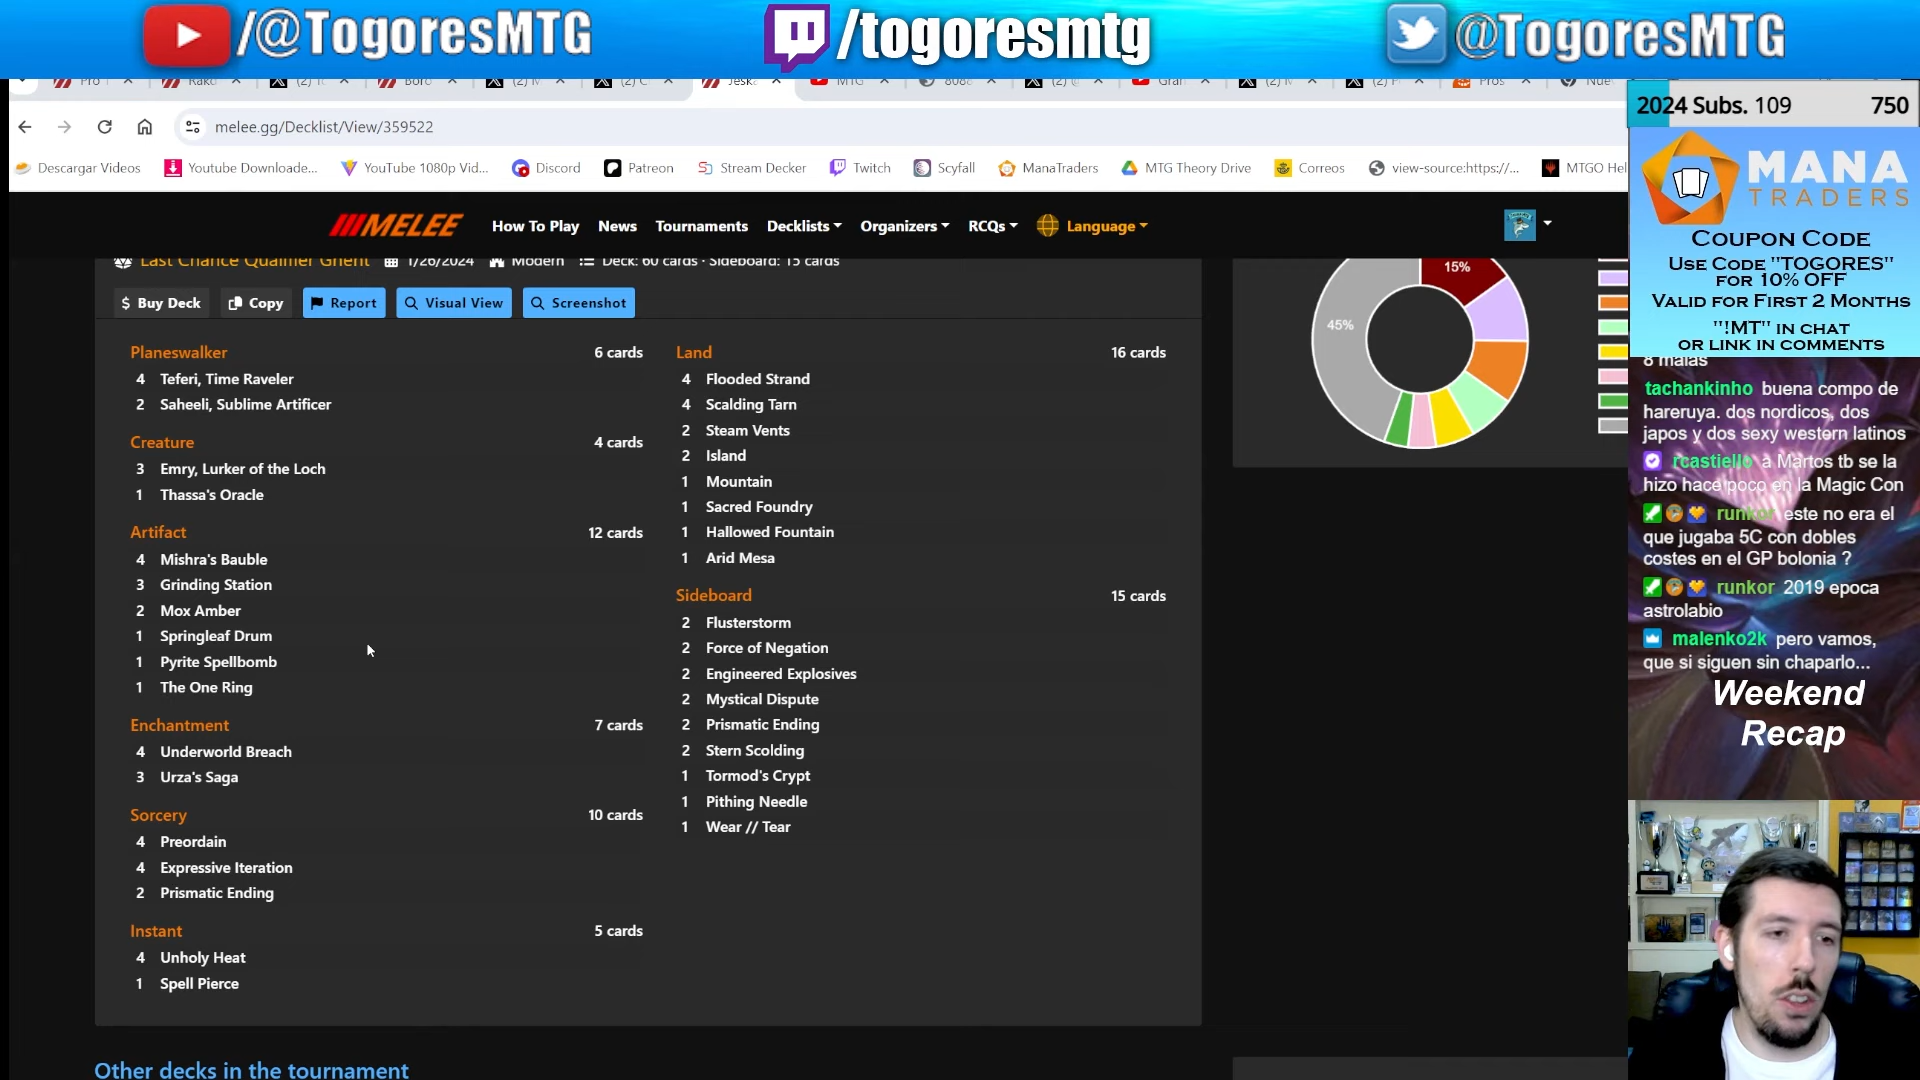 /@TogoresMTG
/togoresmtg
@TogoresMTG
melee.gg/Decklist/View/359522
Descargar Videos
Youtube Downloade...
YouTube 1080p Vid...
Discord
Patreon
Stream Decker
Twitch
Scyfall
ManaTraders
MTG Theory Drive
Correos
view-source:https://...
MTGO Hel
MELEE
How To Play
News
Tournaments
Decklists
Organizers
RCQs
Language
Last Chance Qualifier Ghent
1/26/2024
Modern
Deck: 60 cards · Sideboard: 15 cards
$ Buy Deck
Copy
Report
Visual View
Screenshot
Planeswalker 6 cards
4 Teferi, Time Raveler
2 Saheeli, Sublime Artificer
Creature 4 cards
3 Emry, Lurker of the Loch
1 Thassa's Oracle
Artifact 12 cards
4 Mishra's Bauble
3 Grinding Station
2 Mox Amber
1 Springleaf Drum
1 Pyrite Spellbomb
1 The One Ring
Enchantment 7 cards
4 Underworld Breach
3 Urza's Saga
Sorcery 10 cards
4 Preordain
4 Expressive Iteration
2 Prismatic Ending
Instant 5 cards
4 Unholy Heat
1 Spell Pierce
Land 16 cards
4 Flooded Strand
4 Scalding Tarn
2 Steam Vents
2 Island
1 Mountain
1 Sacred Foundry
1 Hallowed Fountain
1 Arid Mesa
Sideboard 15 cards
2 Flusterstorm
2 Force of Negation
2 Engineered Explosives
2 Mystical Dispute
2 Prismatic Ending
2 Stern Scolding
1 Tormod's Crypt
1 Pithing Needle
1 Wear // Tear
Other decks in the tournament
15%
45%
2024 Subs. 109 750
MANA
TRADERS
Coupon Code
Use Code "TOGORES"
for 10% OFF
Valid for First 2 Months
"!MT" in chat
or link in comments
8 malas
tachankinho buena compo de
hareruya. dos nordicos, dos
japos y dos sexy western latinos
rcastiello a Martos tb se la
hizo hace poco en la Magic Con
runkor este no era el
que jugaba 5C con dobles
costes en el GP bolonia ?
runkor 2019 epoca
astrolabio
malenko2k pero vamos,
que si siguen sin chaparlo...
Weekend
Recap